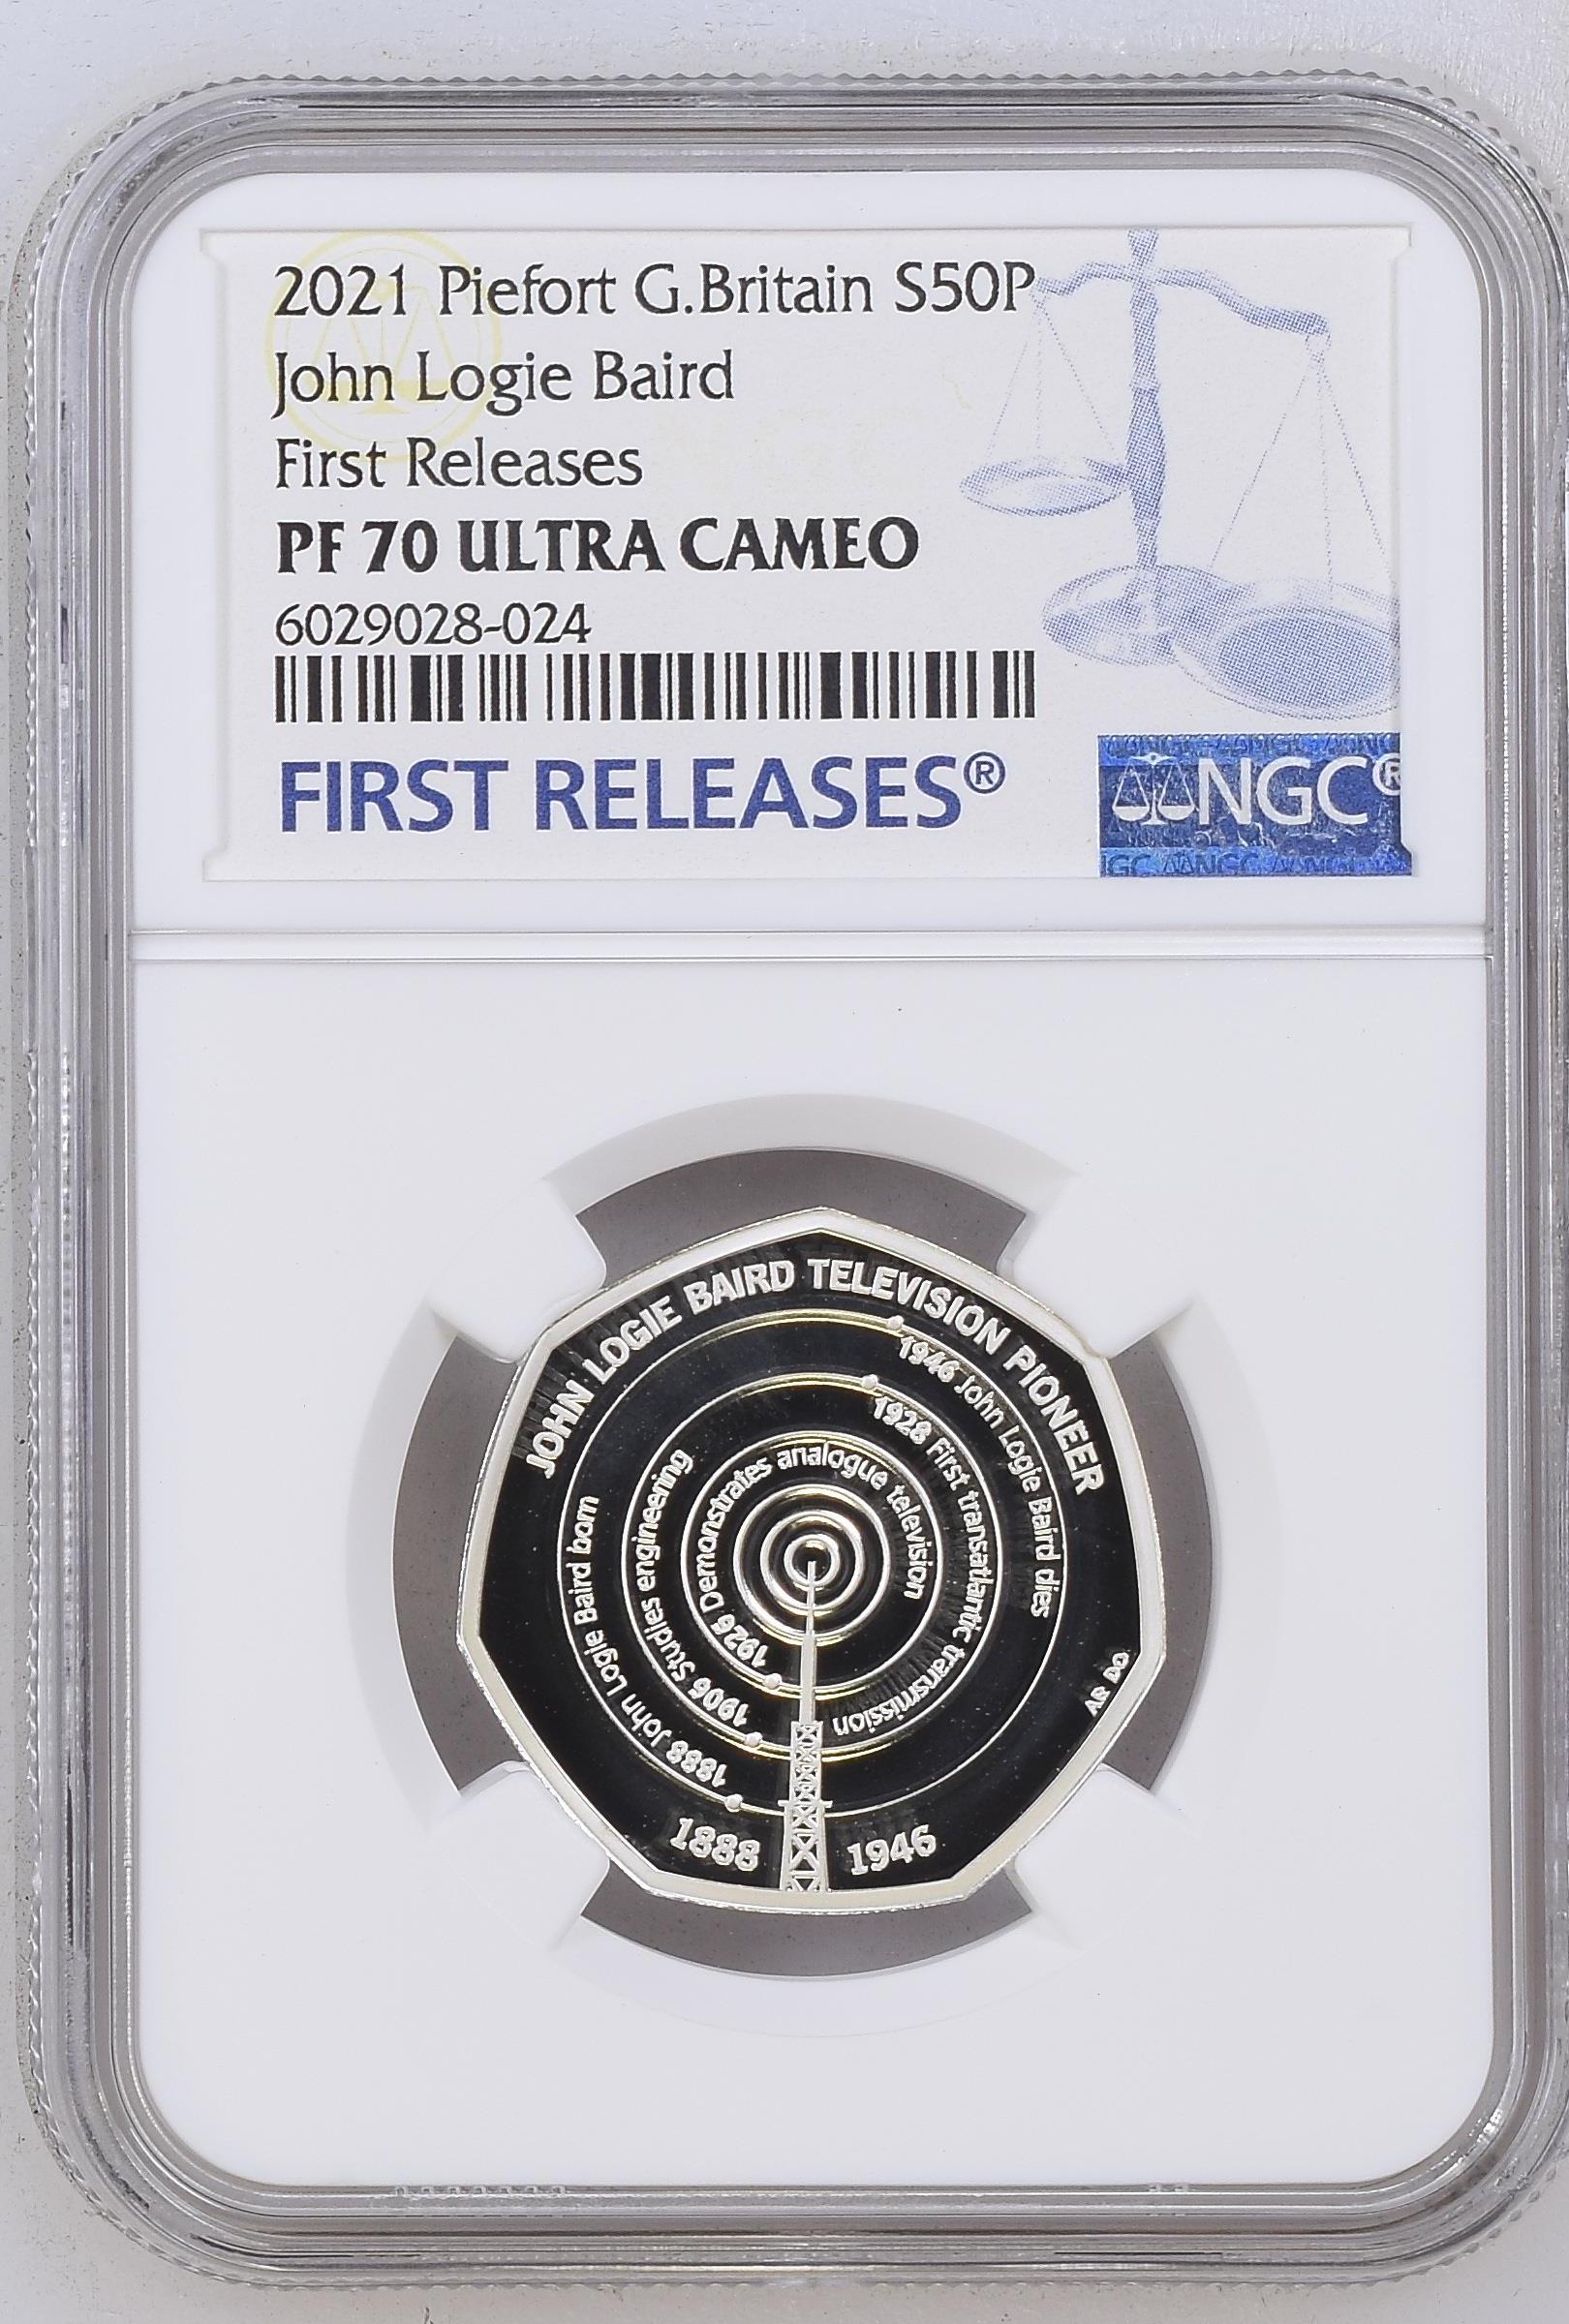 2021 Piefort G.Britain S50P
John Logie Baird
First Releases
PF 70 ULTRA CAMEO
6029028-024
FIRST RELEASES®
NGC®
JOHN LOGIE BAIRD TELEVISION PIONEER
1946 John Logie Baird dies
1928 First transatlantic transmission
1926 Demonstrates analogue television
1906 Studies engineering
1888 John Logie Baird born
AB DO
1888 1946